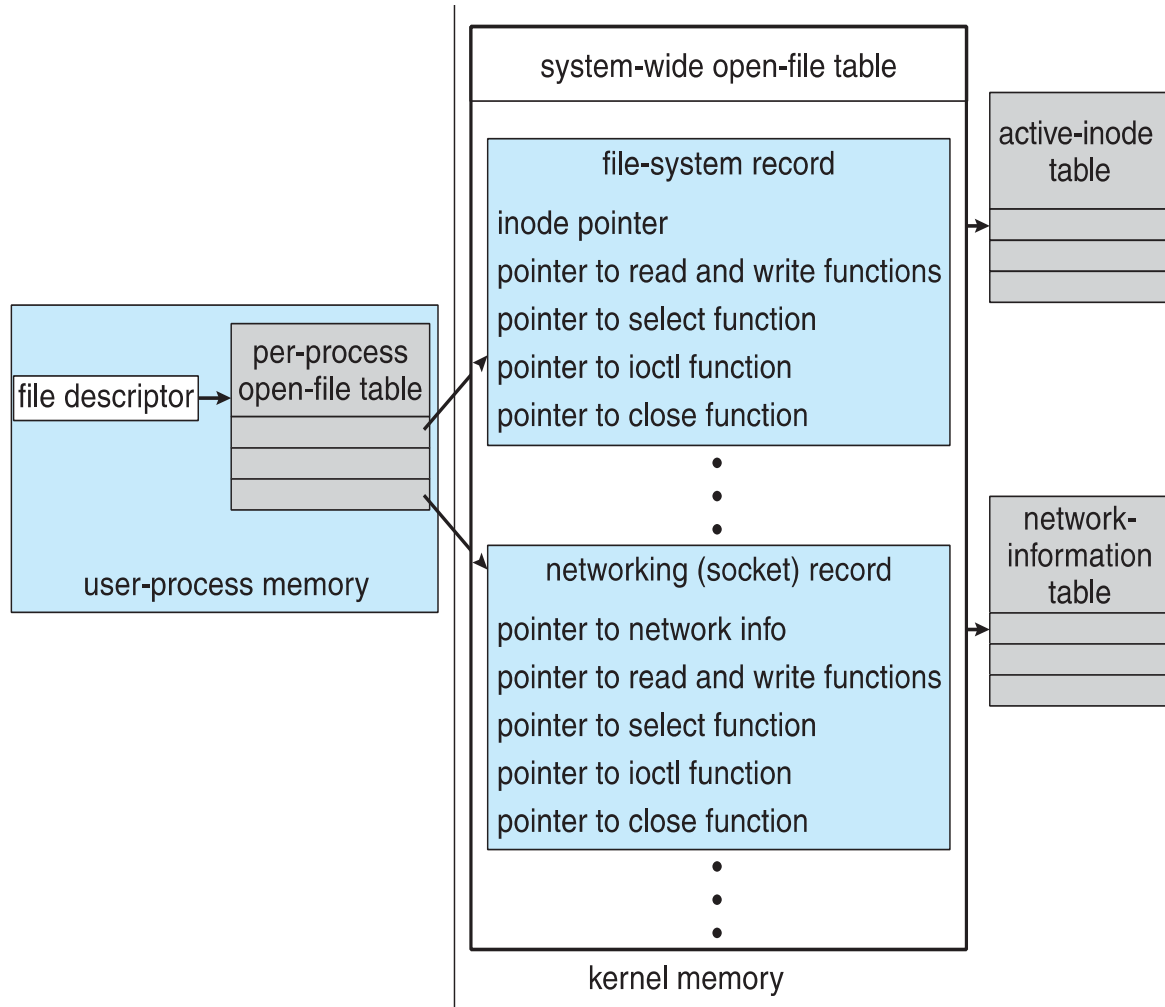 system-wide open-file table
file-system record
inode pointer
pointer to read and write functions
pointer to select function
pointer to ioctl function
pointer to close function
active-inode
table
per-process
open-file table
file descriptor
user-process memory
networking (socket) record
pointer to network info
pointer to read and write functions
pointer to select function
pointer to ioctl function
pointer to close function
network-
information
table
kernel memory